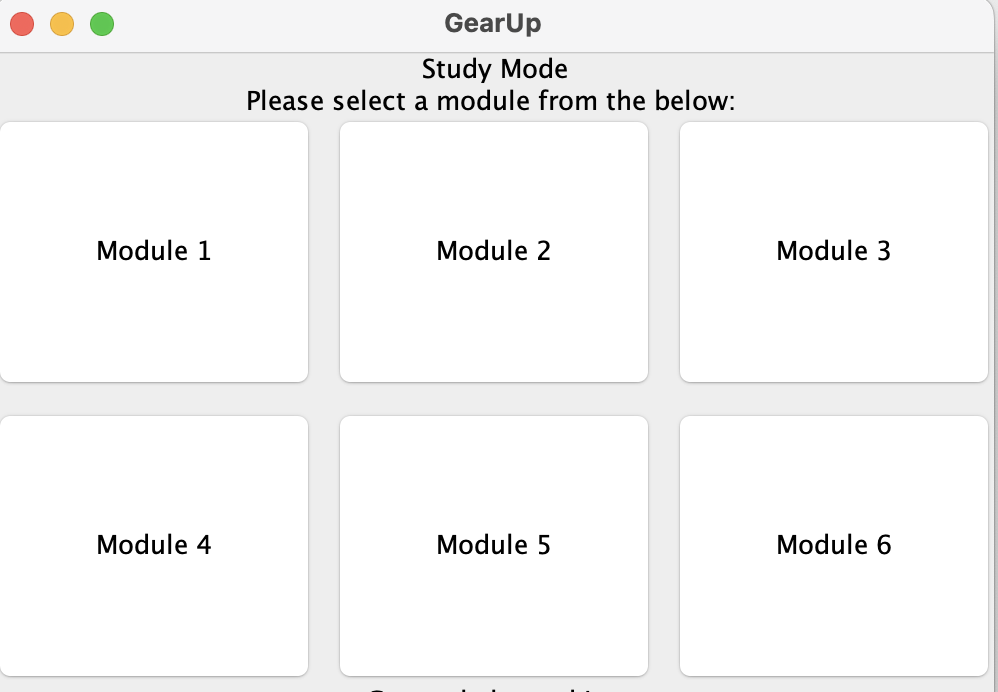 GearUp
Study Mode
Please select a module from the below:
Module 1
Module 2
Module 3
Module 4
Module 5
Module 6